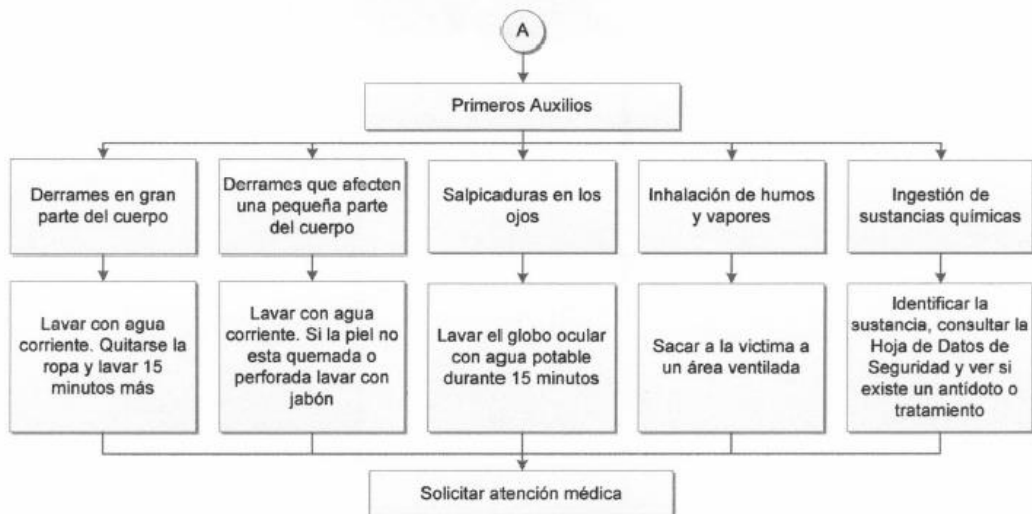 A
Primeros Auxilios
Derrames en gran
parte del cuerpo
Derrames que afecten
una pequeña parte
del cuerpo
Salpicaduras en los
ojos
Inhalación de humos
y vapores
Ingestión de
sustancias químicas
Lavar con agua
corriente. Quitarse la
ropa y lavar 15
minutos más
Lavar con agua
corriente. Si la piel no
esta quemada o
perforada lavar con
jabón
Lavar el globo ocular
con agua potable
durante 15 minutos
Sacar a la victima a
un área ventilada
Identificar la
sustancia, consultar la
Hoja de Datos de
Seguridad y ver si
existe un antídoto o
tratamiento
Solicitar atención médica